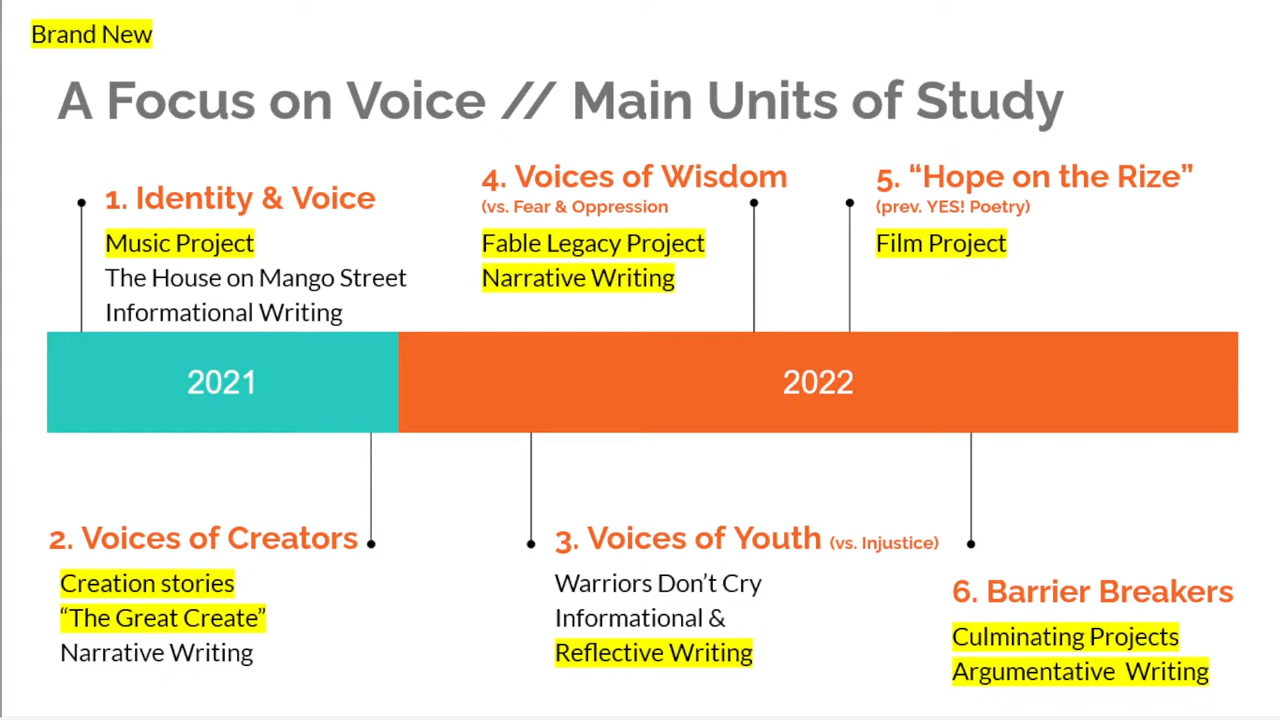 Brand New
A Focus on Voice // Main Units of Study
1. Identity & Voice
Music Project
The House on Mango Street
Informational Writing
4. Voices of Wisdom
(vs. Fear & Oppression
Fable Legacy Project
Narrative Writing
5. “Hope on the Rize”
(prev. YES! Poetry)
Film Project
2021
2022
2. Voices of Creators
Creation stories
“The Great Create”
Narrative Writing
3. Voices of Youth (vs. Injustice)
Warriors Don’t Cry
Informational &
Reflective Writing
6. Barrier Breakers
Culminating Projects
Argumentative  Writing